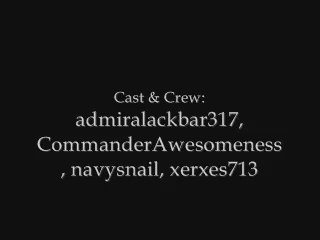 Cast & Crew:
admiralackbar317,
CommanderAwesomeness
, navysnail, xerxes713